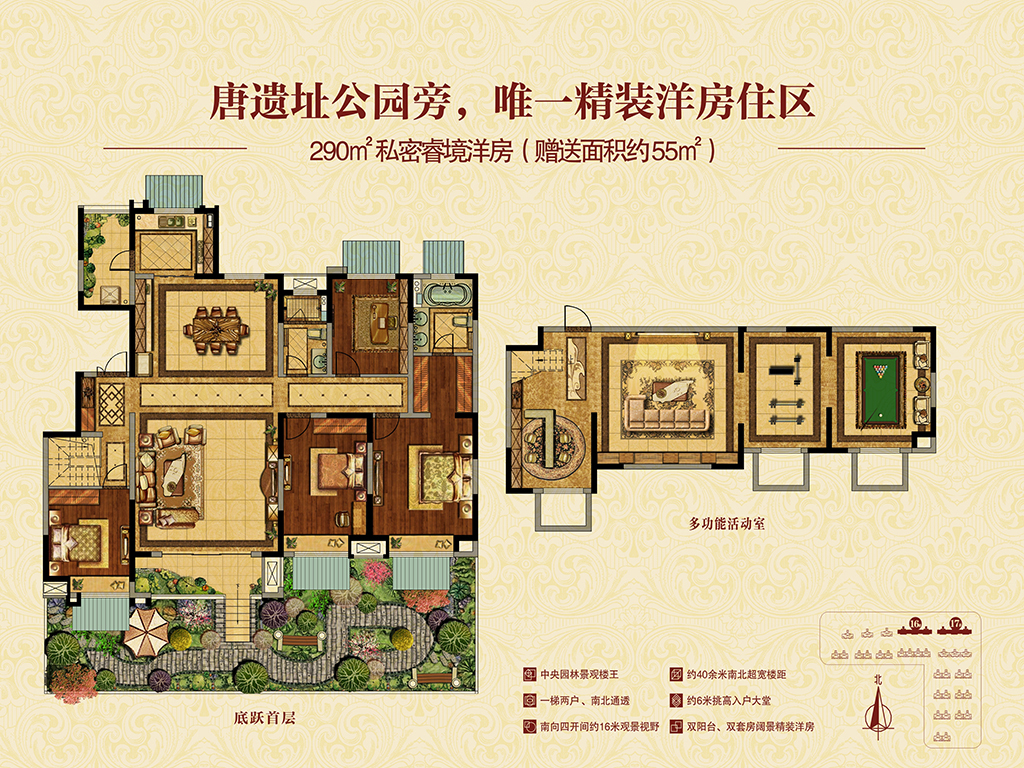 唐遗址公园旁，唯一精装洋房住区
290㎡私密睿境洋房（赠送面积约55㎡）
多功能活动室
底跃首层
中央园林景观楼王
一梯两户、南北通透
南向四开间约16米观景视野
约40余米南北超宽楼距
约6米挑高入户大堂
双阳台、双套房阔景精装洋房
16#
17#
北